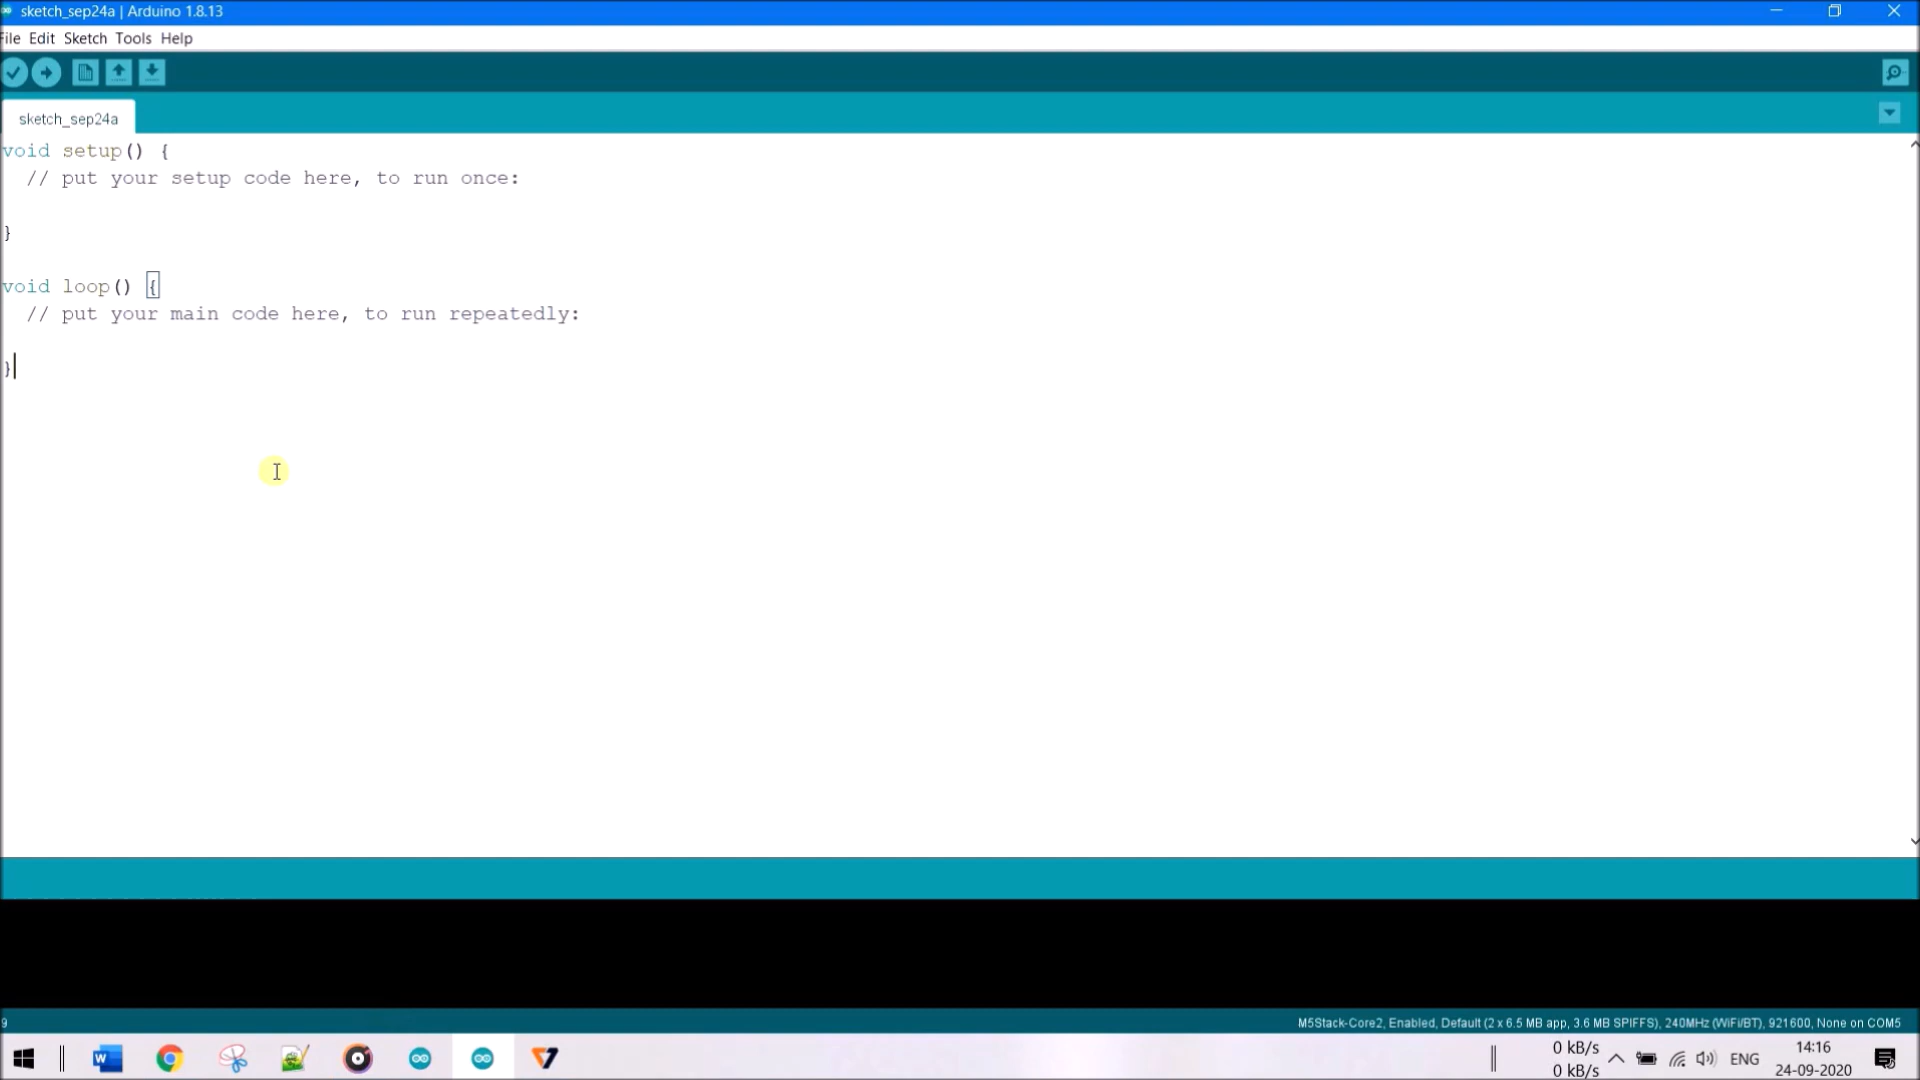 sketch_sep24a | Arduino 1.8.13
File Edit Sketch Tools Help
sketch_sep24a
void setup() {
// put your setup code here, to run once:
}
void loop() {
// put your main code here, to run repeatedly:
}
9
M5Stack-Core2, Enabled, Default (2 x 6.5 MB app, 3.6 MB SPIFFS), 240MHz (WiFi/BT), 921600, None on COM5
W
0 kB/s
0 kB/s
ENG
14:16
24-09-2020